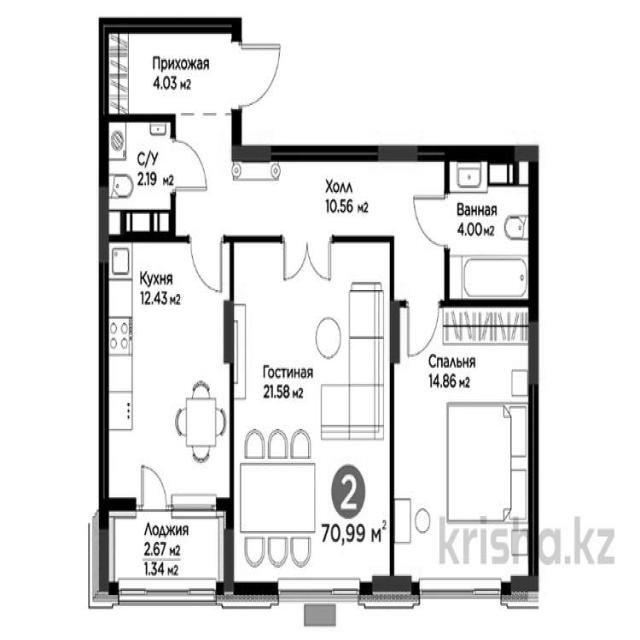 Прихожая
4.03 м2
С/У
2.19 м2
Холл
10.56 м2
Ванная
4.00 м2
Кухня
12.43 м2
Гостиная
21.58 м2
Спальня
14.86 м2
2
70,99 м²
Лоджия
2.67 м2
1.34 м2
krisha.kz